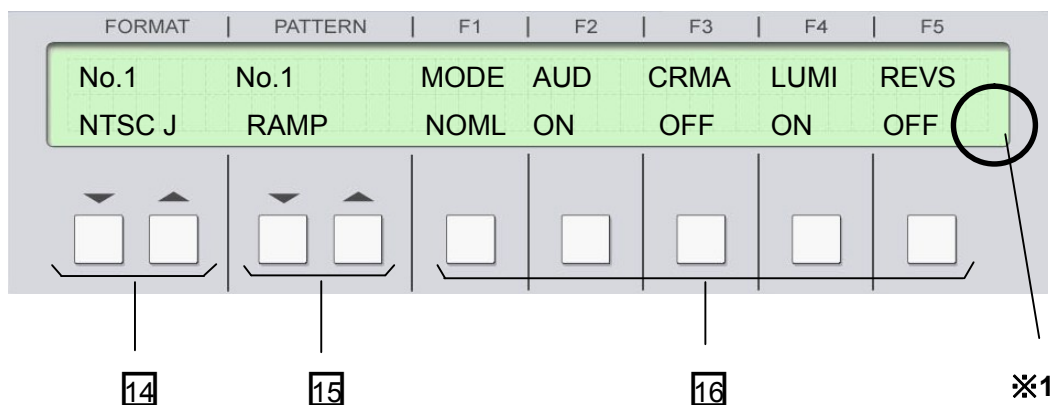 FORMAT | PATTERN | F1 | F2 | F3 | F4 | F5
No.1 No.1 MODE AUD CRMA LUMI REVS
NTSC J RAMP NOML ON OFF ON OFF
14 15 16 ※1